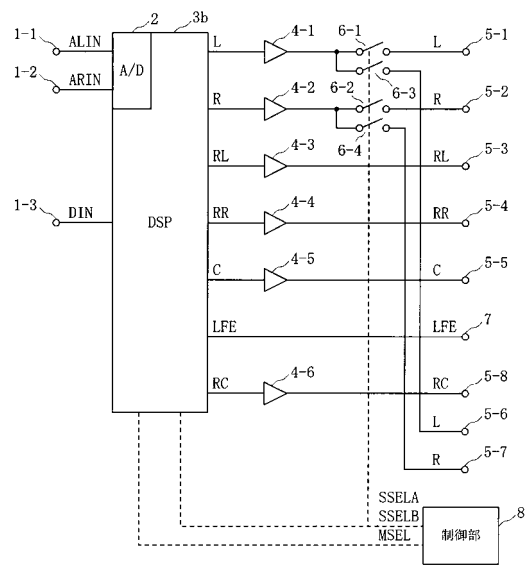 2
3b
1-1
ALIN
A/D
L
4-1
6-1
L
5-1
1-2
ARIN
6-3
R
4-2
6-2
R
5-2
6-4
RL
4-3
RL
5-3
1-3
DIN
DSP
RR
4-4
RR
5-4
C
4-5
C
5-5
LFE
LFE
7
RC
4-6
RC
5-8
L
5-6
R
5-7
SSELA
SSELB
MSEL
制御部
8